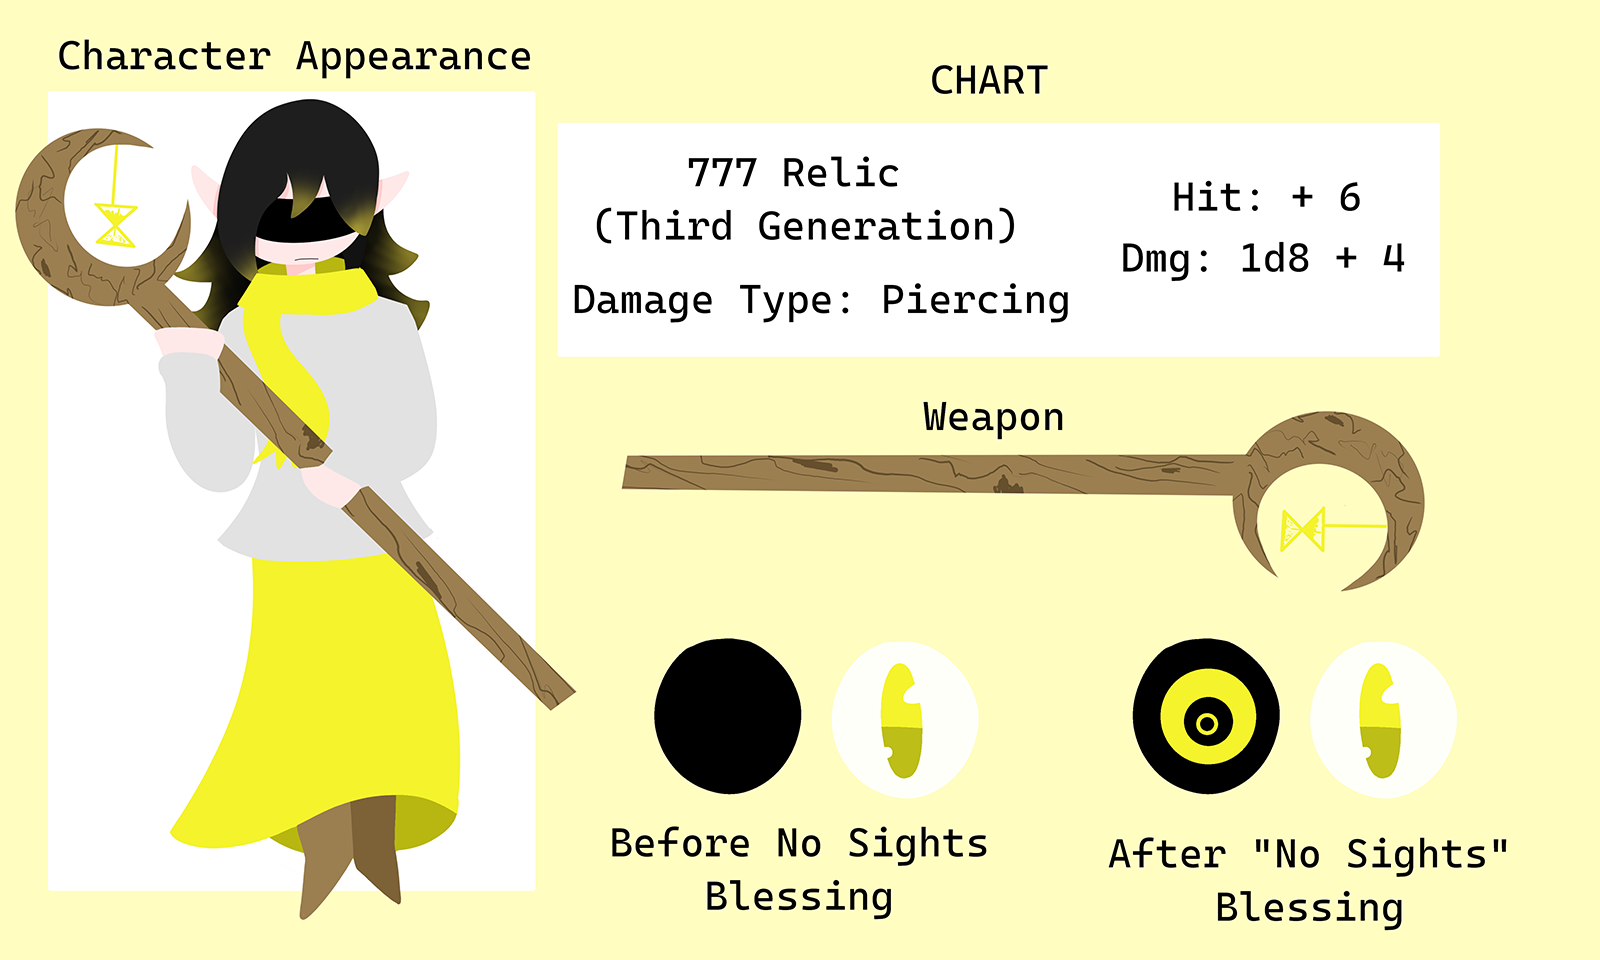 Character Appearance
CHART
777 Relic
(Third Generation)
Damage Type: Piercing
Hit: + 6
Dmg: 1d8 + 4
Weapon
Before No Sights
Blessing
After "No Sights"
Blessing